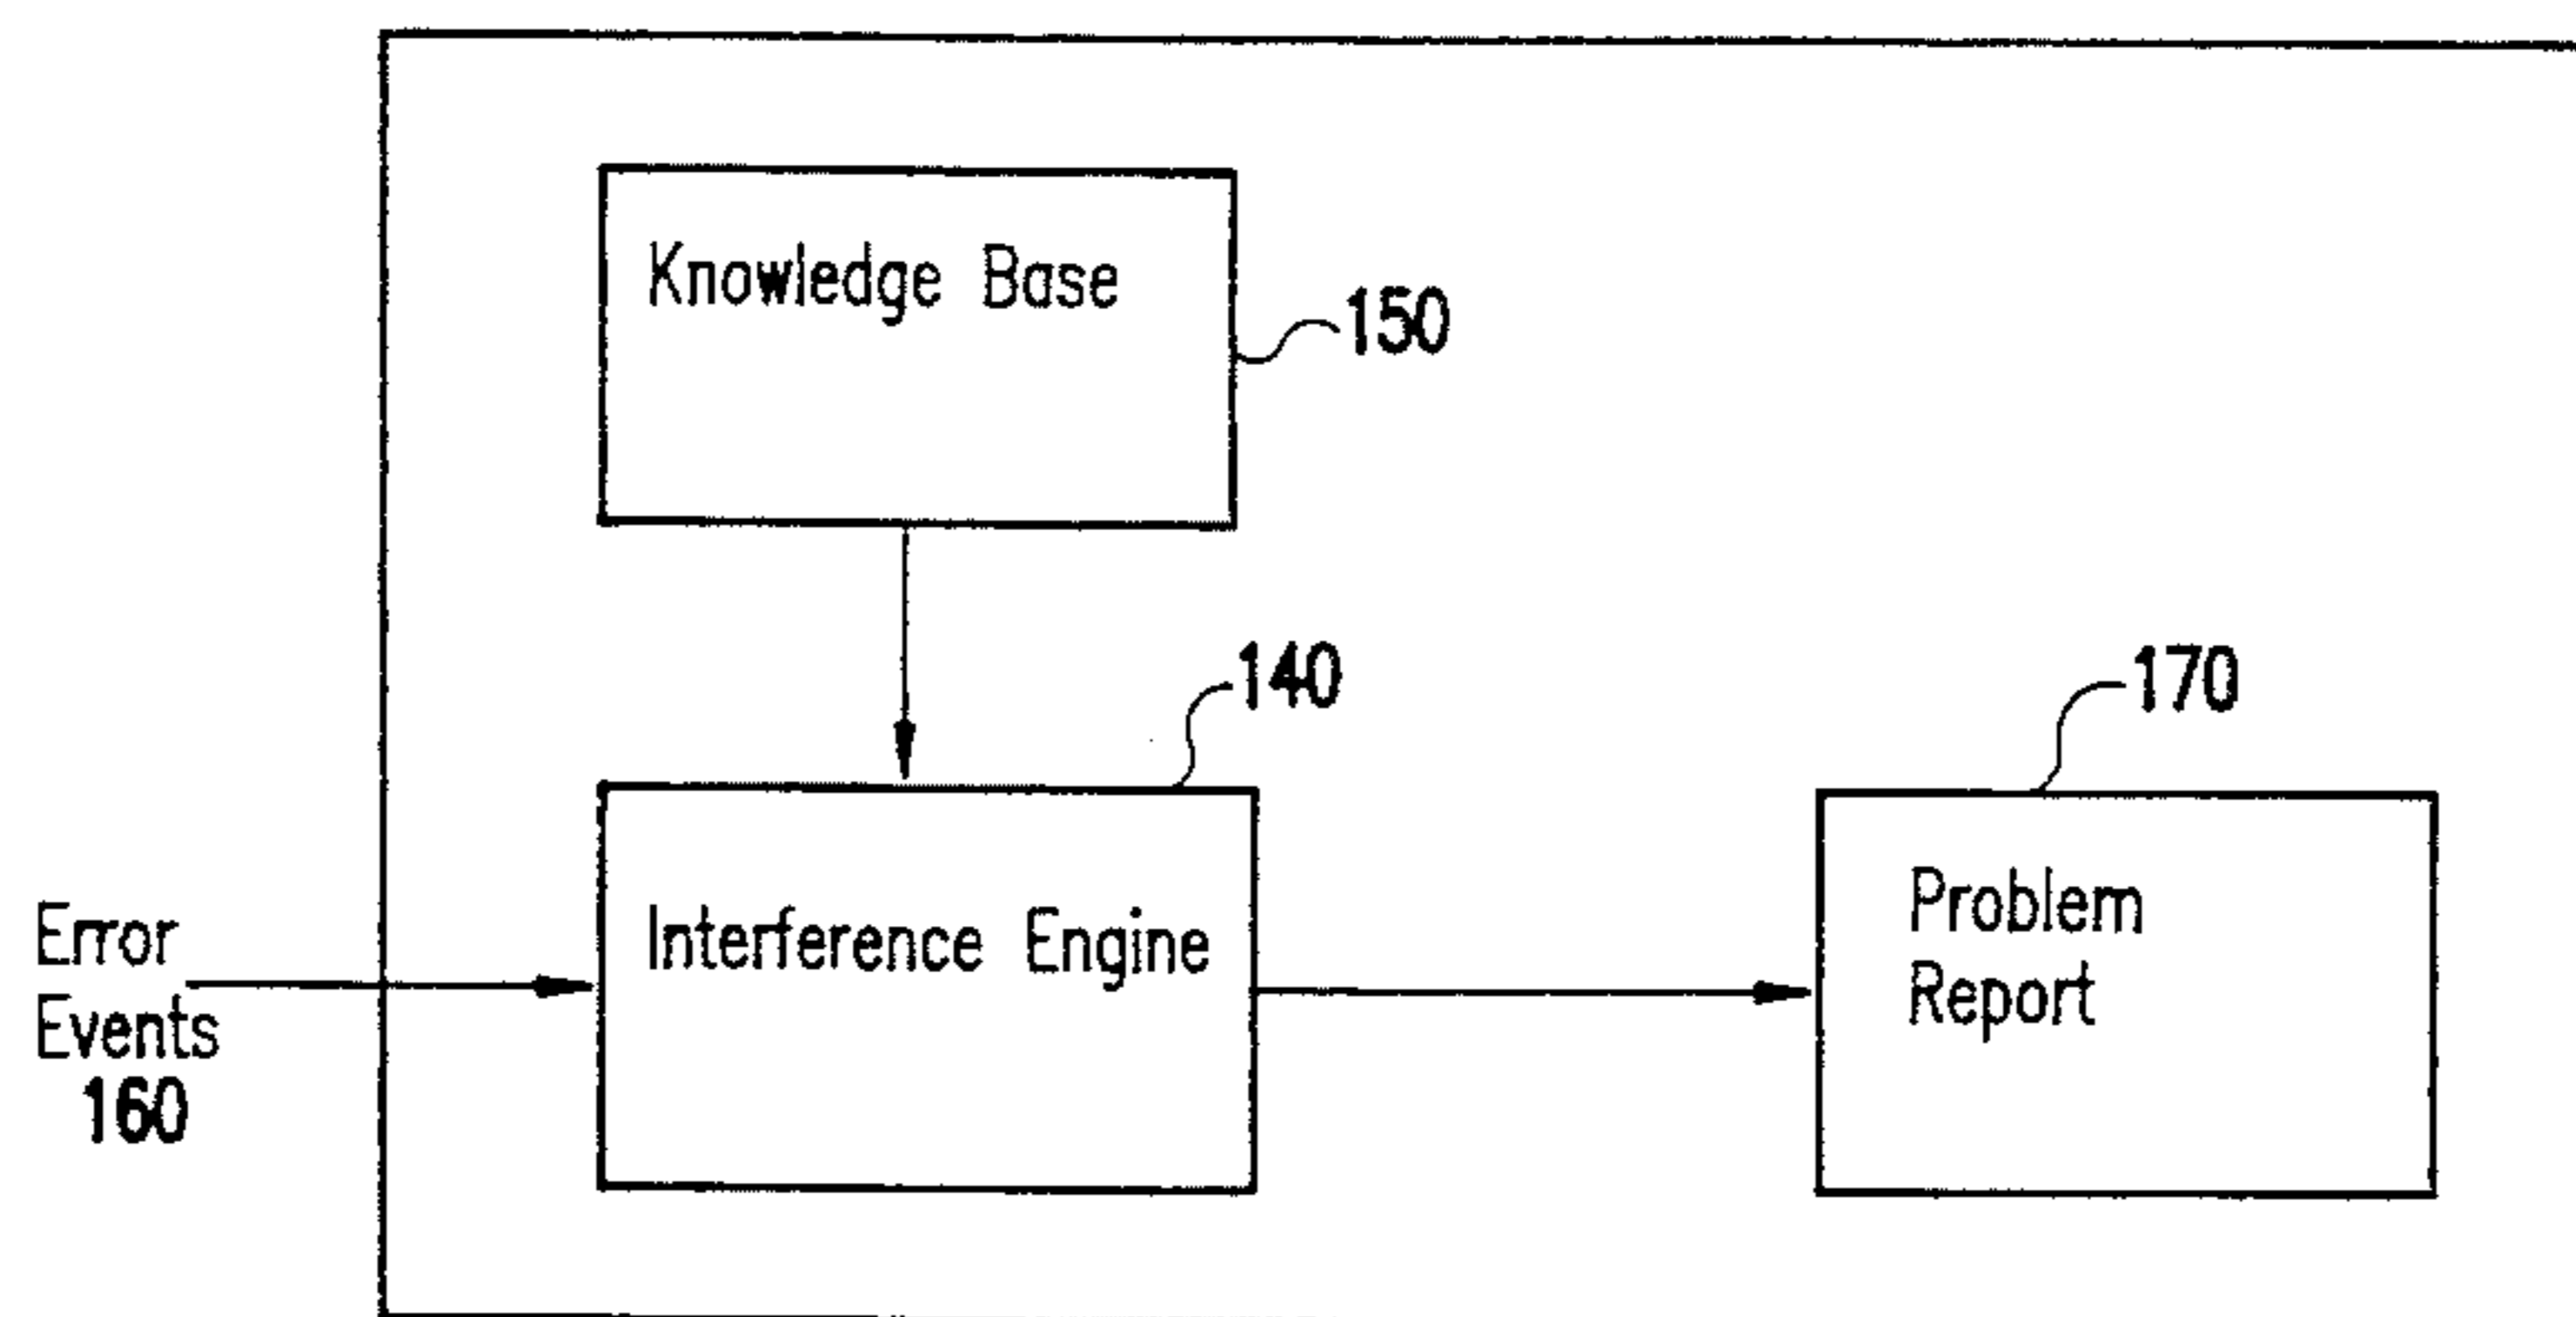 Knowledge Base
150
140
170
Interference Engine
Problem
Report
Error
Events
160